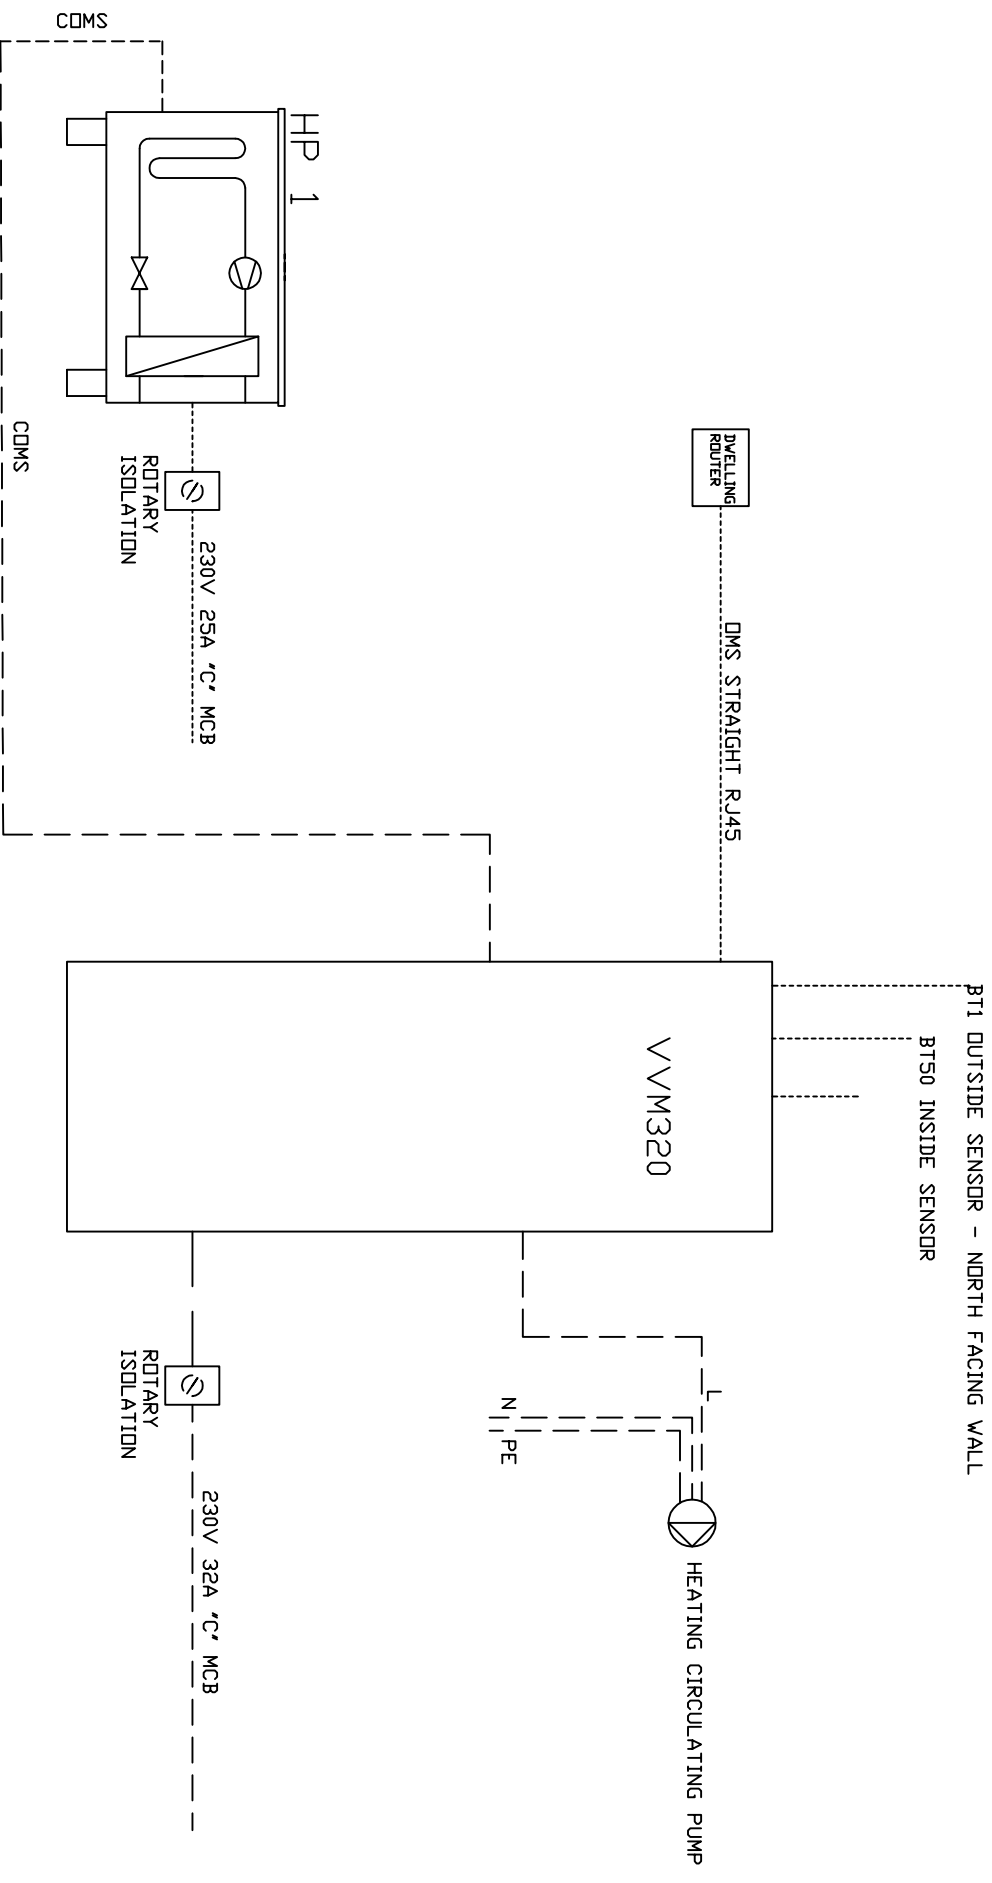 BT1 OUTSIDE SENSOR - NORTH FACING WALL
BT50 INSIDE SENSOR
DWELLING
ROUTER
OMS STRAIGHT RJ45
L
HEATING CIRCULATING PUMP
VVM320
N PE
HP 1
230V 25A "C" MCB
230V 32A "C" MCB
ROTARY
ISOLATION
ROTARY
ISOLATION
COMS
COMS